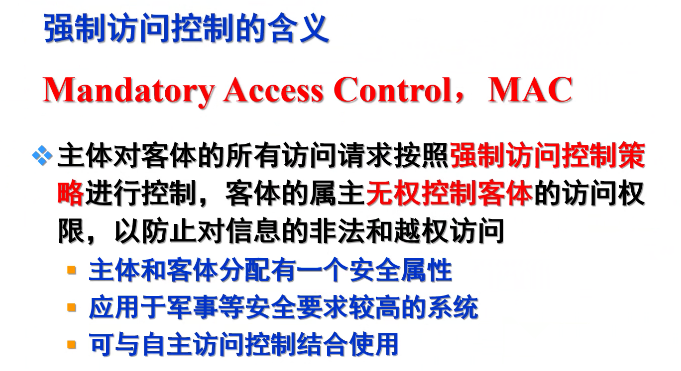 强制访问控制的含义
Mandatory Access Control，MAC
主体对客体的所有访问请求按照强制访问控制策
略进行控制，客体的属主无权控制客体的访问权
限，以防止对信息的非法和越权访问
主体和客体分配有一个安全属性
应用于军事等安全要求较高的系统
可与自主访问控制结合使用